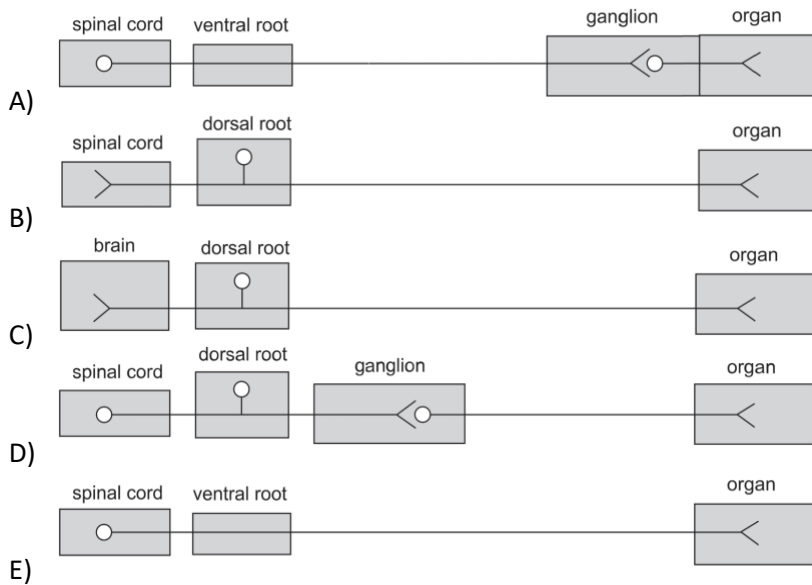 spinal cord ventral root ganglion organ
A)
spinal cord dorsal root organ
B)
brain dorsal root organ
C)
spinal cord dorsal root ganglion organ
D)
spinal cord ventral root organ
E)